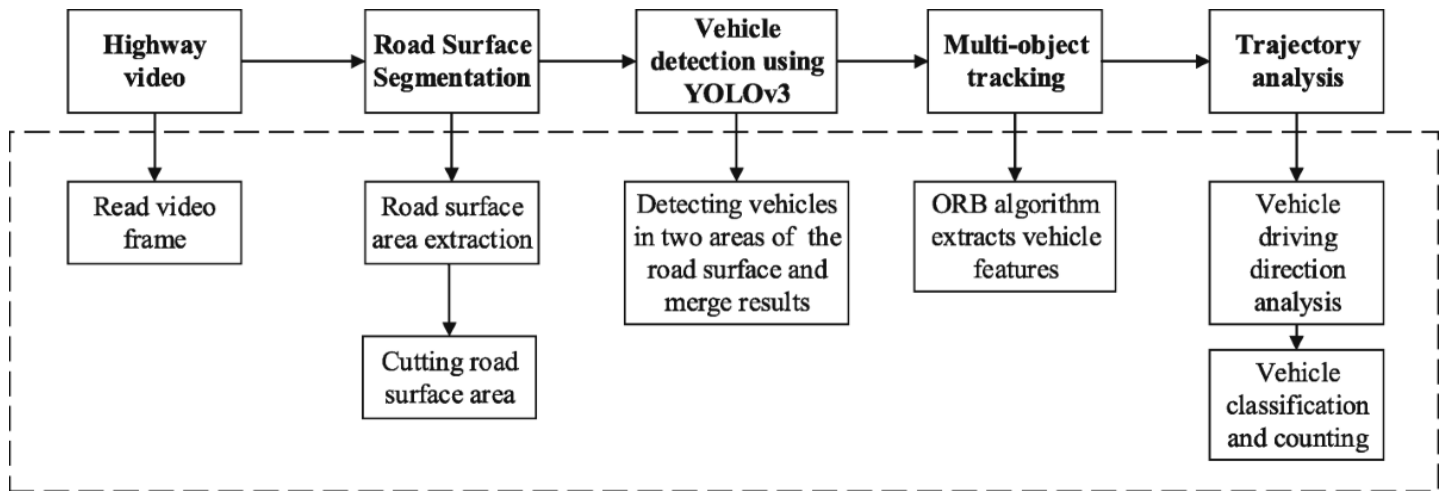 Highway
video
Road Surface
Segmentation
Vehicle
detection using
YOLOv3
Multi-object
tracking
Trajectory
analysis
Read video
frame
Road surface
area extraction
Cutting road
surface area
Detecting vehicles
in two areas of the
road surface and
merge results
ORB algorithm
extracts vehicle
features
Vehicle
driving
direction
analysis
Vehicle
classification
and counting